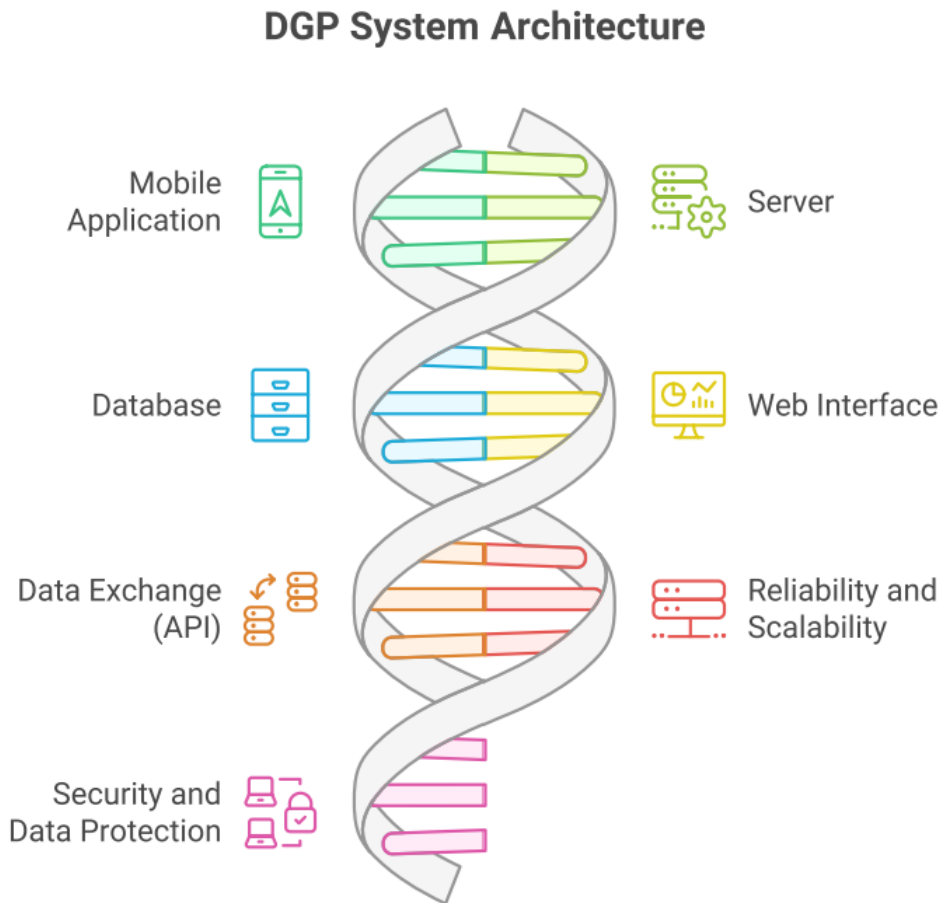 DGP System Architecture
Mobile
Application
Server
Database
Web Interface
Data Exchange
(API)
Reliability and
Scalability
Security and
Data Protection